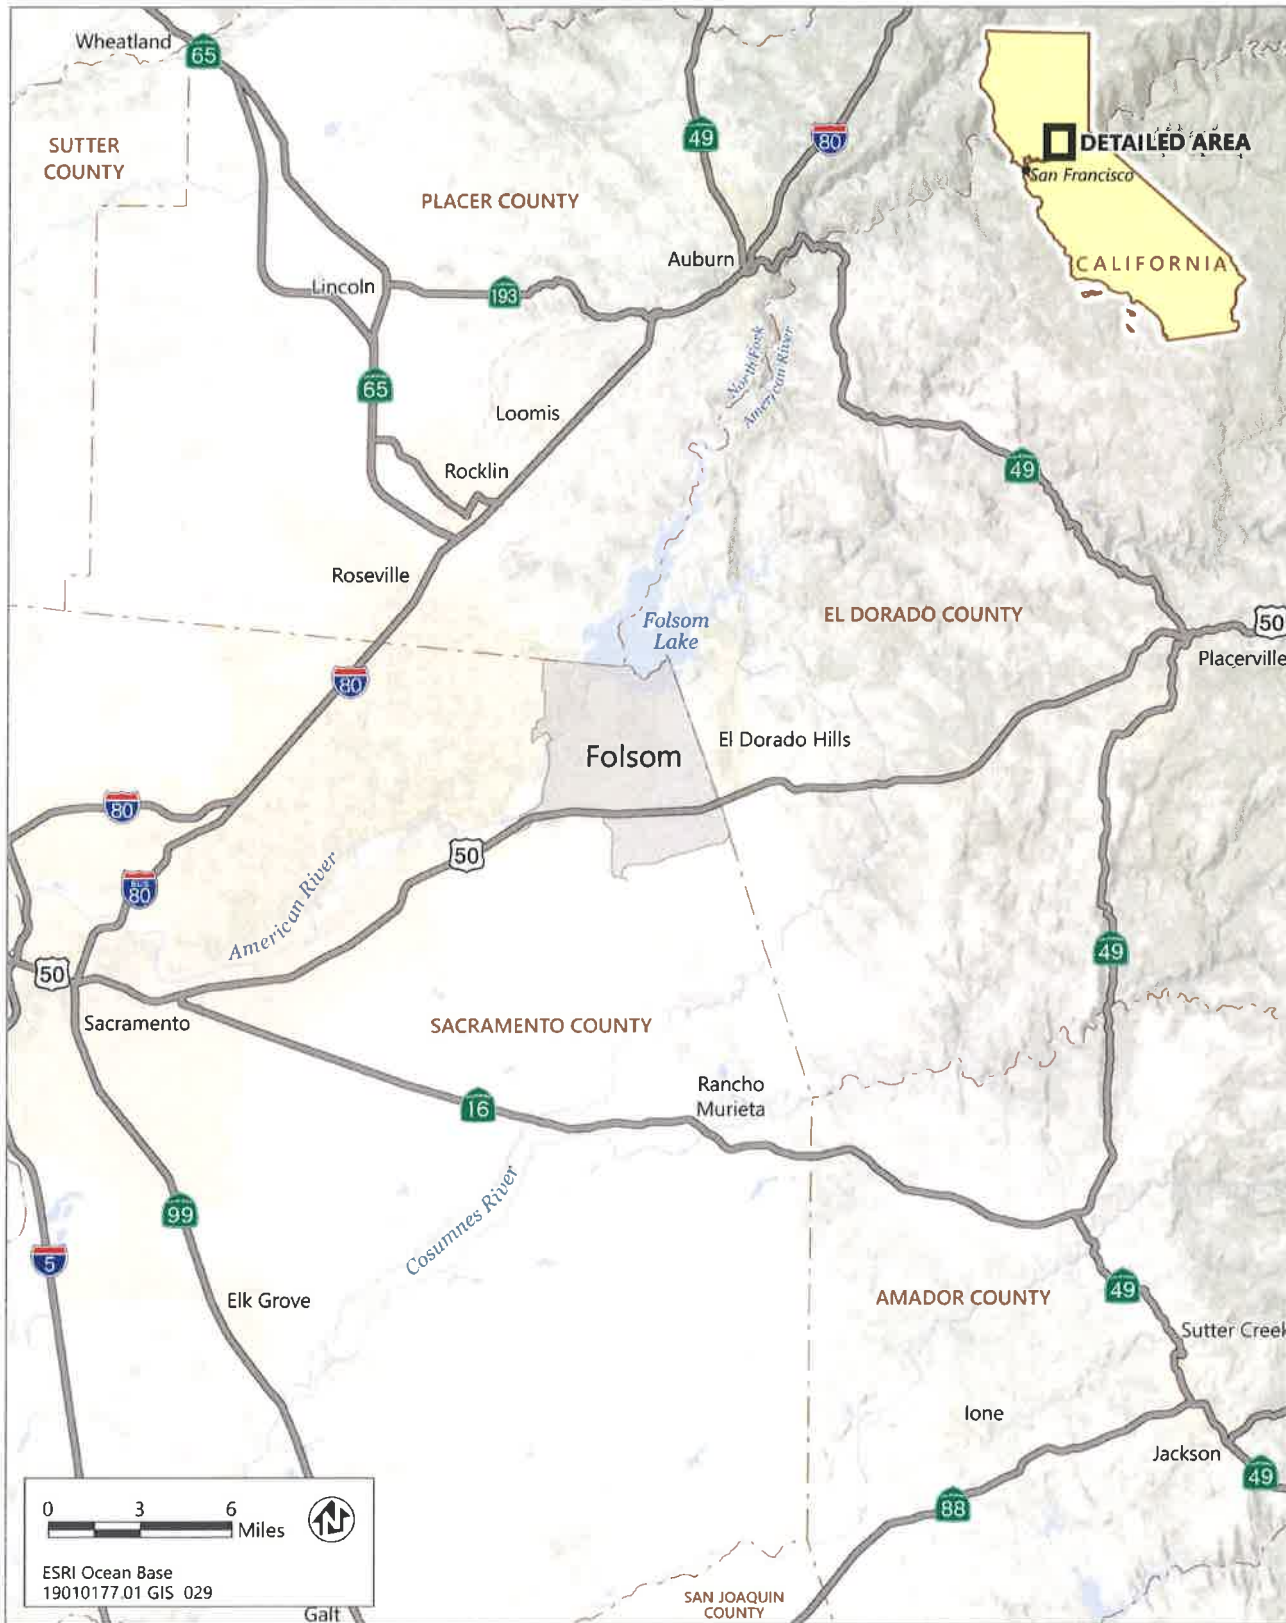 Wheatland
65
SUTTER
COUNTY
49
80
DETAILED AREA
San Francisco
CALIFORNIA
PLACER COUNTY
Auburn
Lincoln
193
North Fork
American River
65
Loomis
Rocklin
49
Roseville
Folsom
Lake
EL DORADO COUNTY
50
Placerville
80
Folsom
El Dorado Hills
80
50
BUS
80
American River
49
50
Sacramento
SACRAMENTO COUNTY
Rancho
Murieta
16
Cosumnes River
99
5
Elk Grove
AMADOR COUNTY
49
Sutter Creek
Ione
Jackson
49
88
0 3 6
Miles
N
ESRI Ocean Base
19010177.01 GIS 029
Galt
SAN JOAQUIN
COUNTY